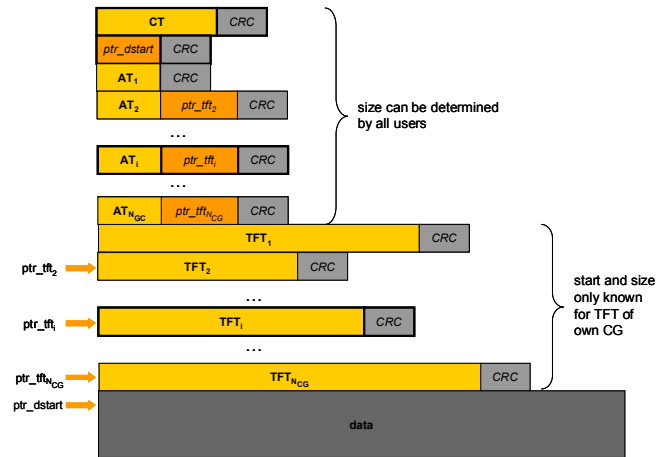 CT CRC
ptr_dstart CRC
AT1 CRC
AT2 ptr_tft2 CRC
...
ATi ptr_tfti CRC
...
ATNGC ptr_tftNCG CRC
size can be determined
by all users
TFT1 CRC
ptr_tft2 TFT2 CRC
...
ptr_tfti TFTi CRC
...
ptr_tftNCG TFTNCG CRC
start and size
only known
for TFT of
own CG
ptr_dstart
data